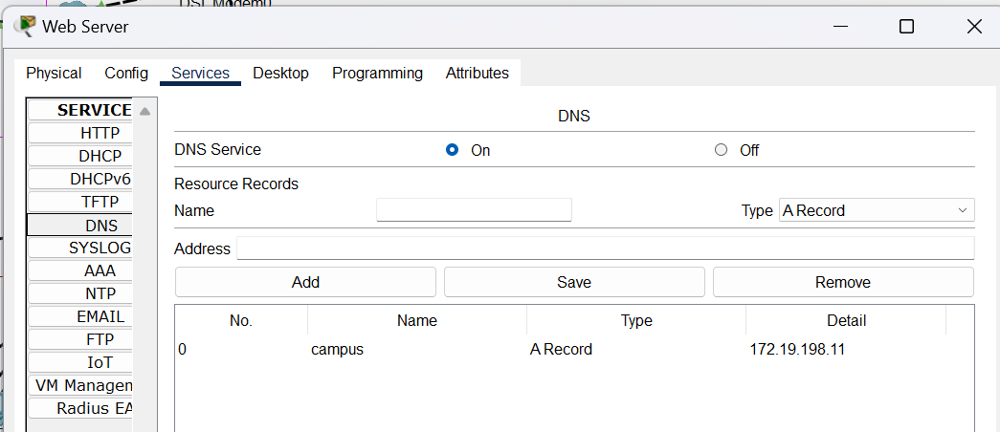 DSL Modem0
Web Server
Physical Config Services Desktop Programming Attributes
SERVICE
HTTP
DHCP
DHCPv6
TFTP
DNS
SYSLOG
AAA
NTP
EMAIL
FTP
IoT
VM Managen
Radius EA
DNS
DNS Service On Off
Resource Records
Name Type A Record
Address
Add Save Remove
No. Name Type Detail
0 campus A Record 172.19.198.11